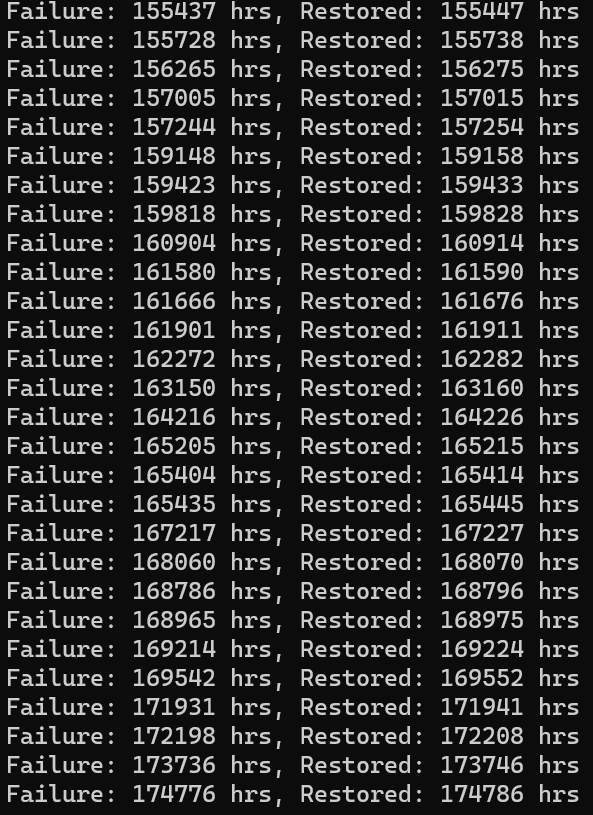 Failure: 155437 hrs, Restored: 155447 hrs
Failure: 155728 hrs, Restored: 155738 hrs
Failure: 156265 hrs, Restored: 156275 hrs
Failure: 157005 hrs, Restored: 157015 hrs
Failure: 157244 hrs, Restored: 157254 hrs
Failure: 159148 hrs, Restored: 159158 hrs
Failure: 159423 hrs, Restored: 159433 hrs
Failure: 159818 hrs, Restored: 159828 hrs
Failure: 160904 hrs, Restored: 160914 hrs
Failure: 161580 hrs, Restored: 161590 hrs
Failure: 161666 hrs, Restored: 161676 hrs
Failure: 161901 hrs, Restored: 161911 hrs
Failure: 162272 hrs, Restored: 162282 hrs
Failure: 163150 hrs, Restored: 163160 hrs
Failure: 164216 hrs, Restored: 164226 hrs
Failure: 165205 hrs, Restored: 165215 hrs
Failure: 165404 hrs, Restored: 165414 hrs
Failure: 165435 hrs, Restored: 165445 hrs
Failure: 167217 hrs, Restored: 167227 hrs
Failure: 168060 hrs, Restored: 168070 hrs
Failure: 168786 hrs, Restored: 168796 hrs
Failure: 168965 hrs, Restored: 168975 hrs
Failure: 169214 hrs, Restored: 169224 hrs
Failure: 169542 hrs, Restored: 169552 hrs
Failure: 171931 hrs, Restored: 171941 hrs
Failure: 172198 hrs, Restored: 172208 hrs
Failure: 173736 hrs, Restored: 173746 hrs
Failure: 174776 hrs, Restored: 174786 hrs